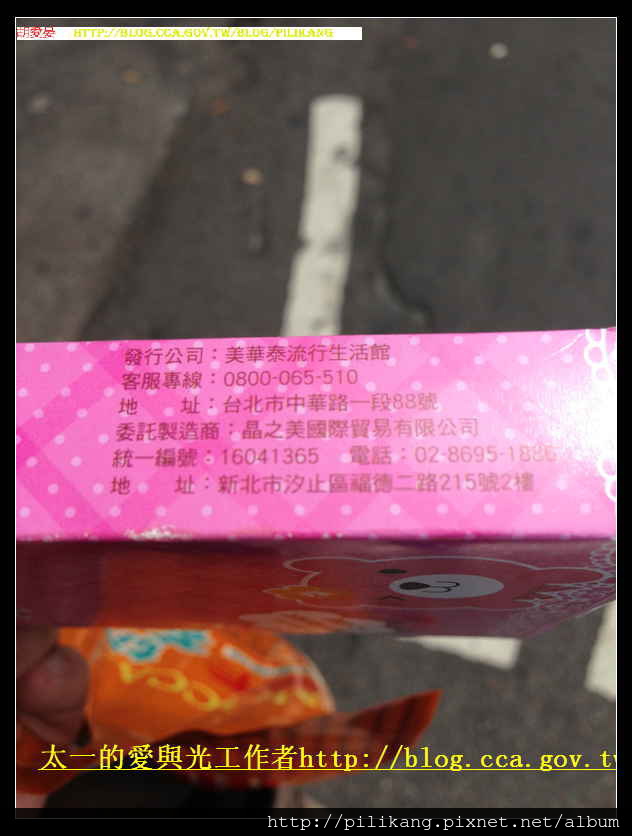 胡愛晏 HTTP://BLOG.CCA.GOV.TW/BLOG/PILIKANG
發行公司：美華泰流行生活館
客服專線：0800-065-510
地　　址：台北市中華路一段88號
委託製造商：晶之美國際貿易有限公司
統一編號：16041365　電話：02-8695-1886
地　　址：新北市汐止區福德二路215號2樓
太一的愛與光工作者http://blog.cca.gov.tw
http://pilikang.pixnet.net/album